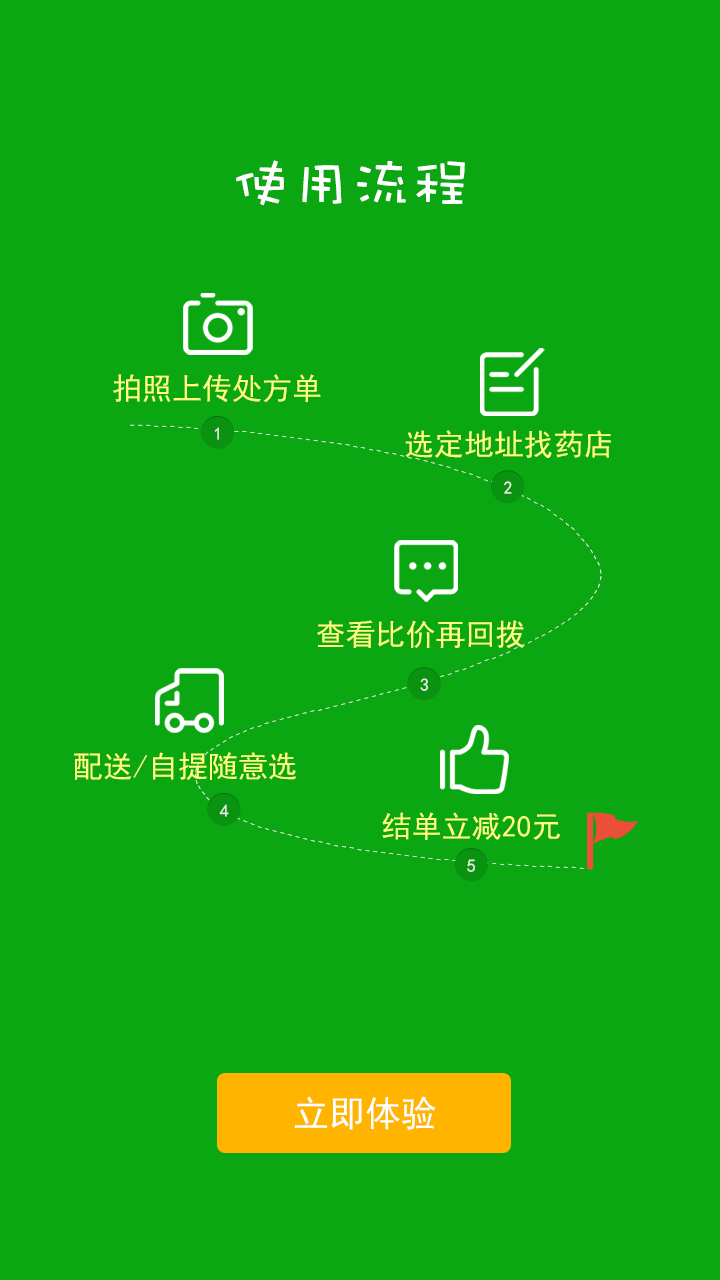 使用流程
拍照上传处方单
1
选定地址找药店
2
查看比价再回拨
3
配送/自提随意选
4
结单立减20元
5
立即体验